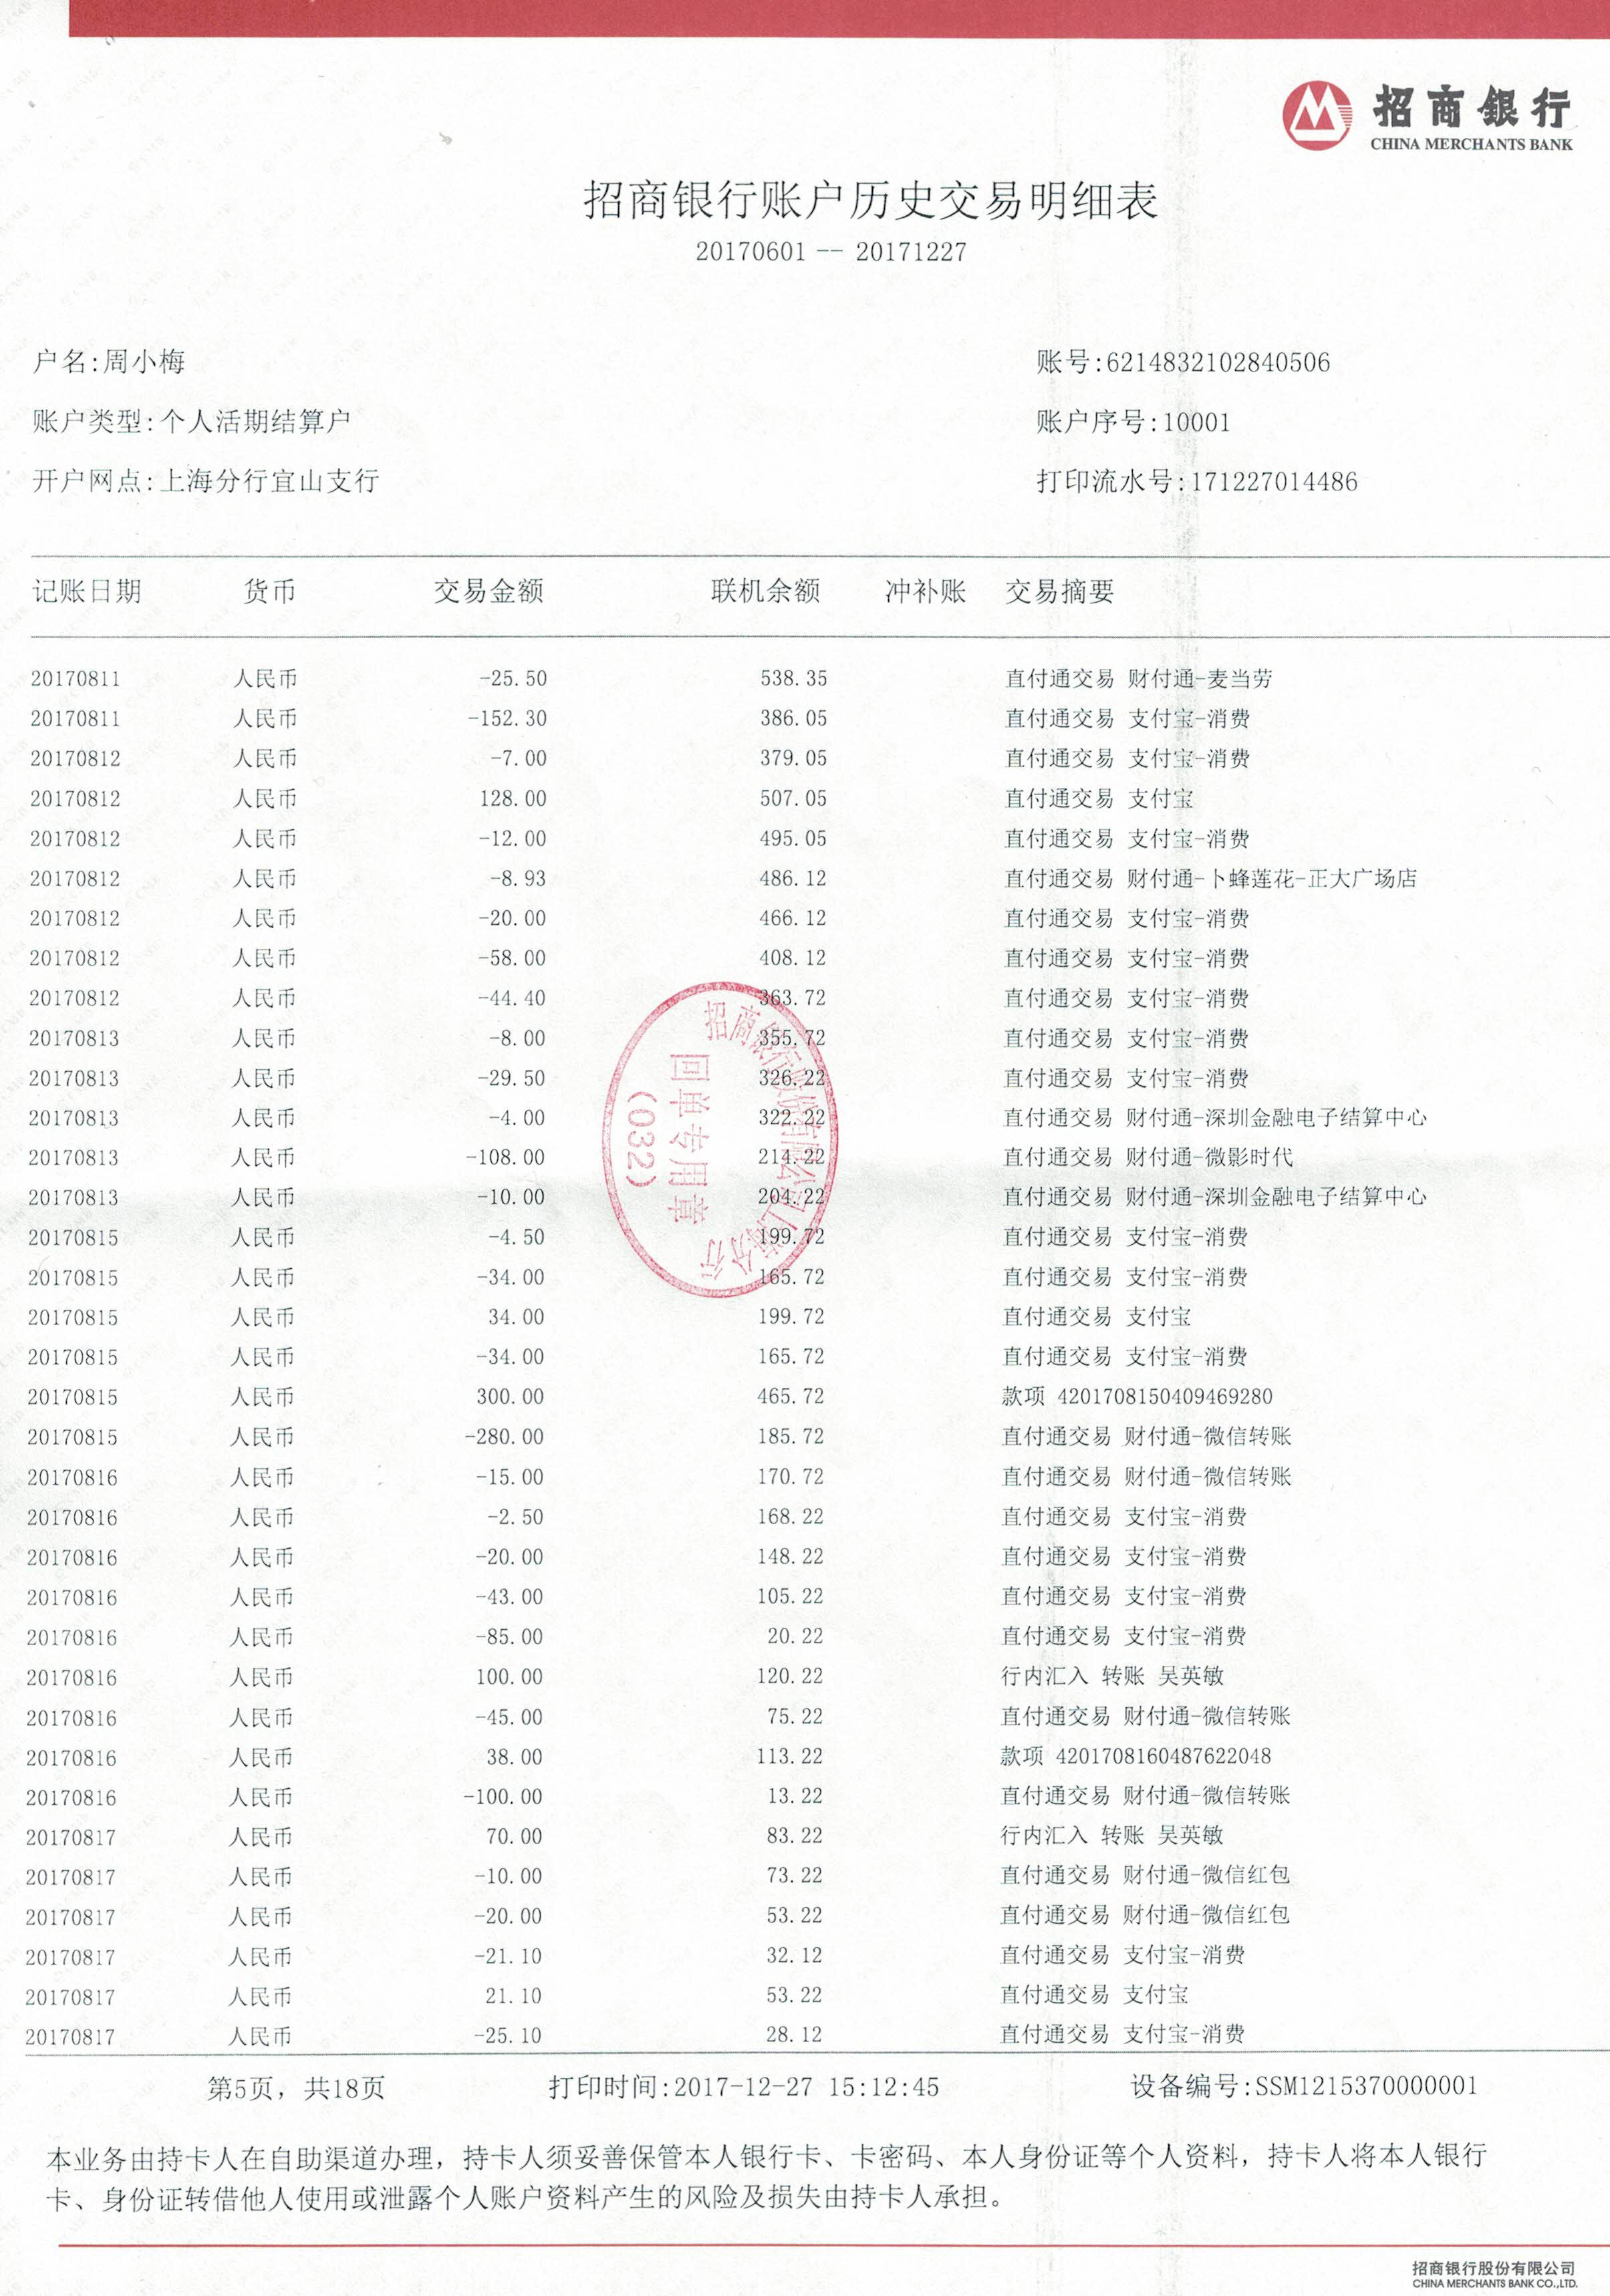 招商銀行
CHINA MERCHANTS BANK
招商银行账户历史交易明细表
20170601 -- 20171227
户名:周小梅 账号:6214832102840506
账户类型:个人活期结算户 账户序号:10001
开户网点:上海分行宜山支行 打印流水号:171227014486
记账日期 货币 交易金额 联机余额 冲补账 交易摘要
20170811 人民币 -25.50 538.35 直付通交易 财付通-麦当劳
20170811 人民币 -152.30 386.05 直付通交易 支付宝-消费
20170812 人民币 -7.00 379.05 直付通交易 支付宝-消费
20170812 人民币 128.00 507.05 直付通交易 支付宝
20170812 人民币 -12.00 495.05 直付通交易 支付宝-消费
20170812 人民币 -8.93 486.12 直付通交易 财付通-卜蜂莲花-正大广场店
20170812 人民币 -20.00 466.12 直付通交易 支付宝-消费
20170812 人民币 -58.00 408.12 直付通交易 支付宝-消费
20170812 人民币 -44.40 363.72 直付通交易 支付宝-消费
20170813 人民币 -8.00 355.72 直付通交易 支付宝-消费
20170813 人民币 -29.50 326.22 直付通交易 支付宝-消费
20170813 人民币 -4.00 322.22 直付通交易 财付通-深圳金融电子结算中心
20170813 人民币 -108.00 214.22 直付通交易 财付通-微影时代
20170813 人民币 -10.00 204.22 直付通交易 财付通-深圳金融电子结算中心
20170815 人民币 -4.50 199.72 直付通交易 支付宝-消费
20170815 人民币 -34.00 165.72 直付通交易 支付宝-消费
20170815 人民币 34.00 199.72 直付通交易 支付宝
20170815 人民币 -34.00 165.72 直付通交易 支付宝-消费
20170815 人民币 300.00 465.72 款项 4201708150409469280
20170815 人民币 -280.00 185.72 直付通交易 财付通-微信转账
20170816 人民币 -15.00 170.72 直付通交易 财付通-微信转账
20170816 人民币 -2.50 168.22 直付通交易 支付宝-消费
20170816 人民币 -20.00 148.22 直付通交易 支付宝-消费
20170816 人民币 -43.00 105.22 直付通交易 支付宝-消费
20170816 人民币 -85.00 20.22 直付通交易 支付宝-消费
20170816 人民币 100.00 120.22 行内汇入 转账 吴英敏
20170816 人民币 -45.00 75.22 直付通交易 财付通-微信转账
20170816 人民币 38.00 113.22 款项 4201708160487622048
20170816 人民币 -100.00 13.22 直付通交易 财付通-微信转账
20170817 人民币 70.00 83.22 行内汇入 转账 吴英敏
20170817 人民币 -10.00 73.22 直付通交易 财付通-微信红包
20170817 人民币 -20.00 53.22 直付通交易 财付通-微信红包
20170817 人民币 -21.10 32.12 直付通交易 支付宝-消费
20170817 人民币 21.10 53.22 直付通交易 支付宝
20170817 人民币 -25.10 28.12 直付通交易 支付宝-消费
招商银行股份有限公司上海分行
回单专用章
(032)
第5页, 共18页 打印时间:2017-12-27 15:12:45 设备编号:SSM1215370000001
本业务由持卡人在自助渠道办理，持卡人须妥善保管本人银行卡、卡密码、本人身份证等个人资料，持卡人将本人银行
卡、身份证转借他人使用或泄露个人账户资料产生的风险及损失由持卡人承担。
招商银行股份有限公司
CHINA MERCHANTS BANK CO.,LTD.